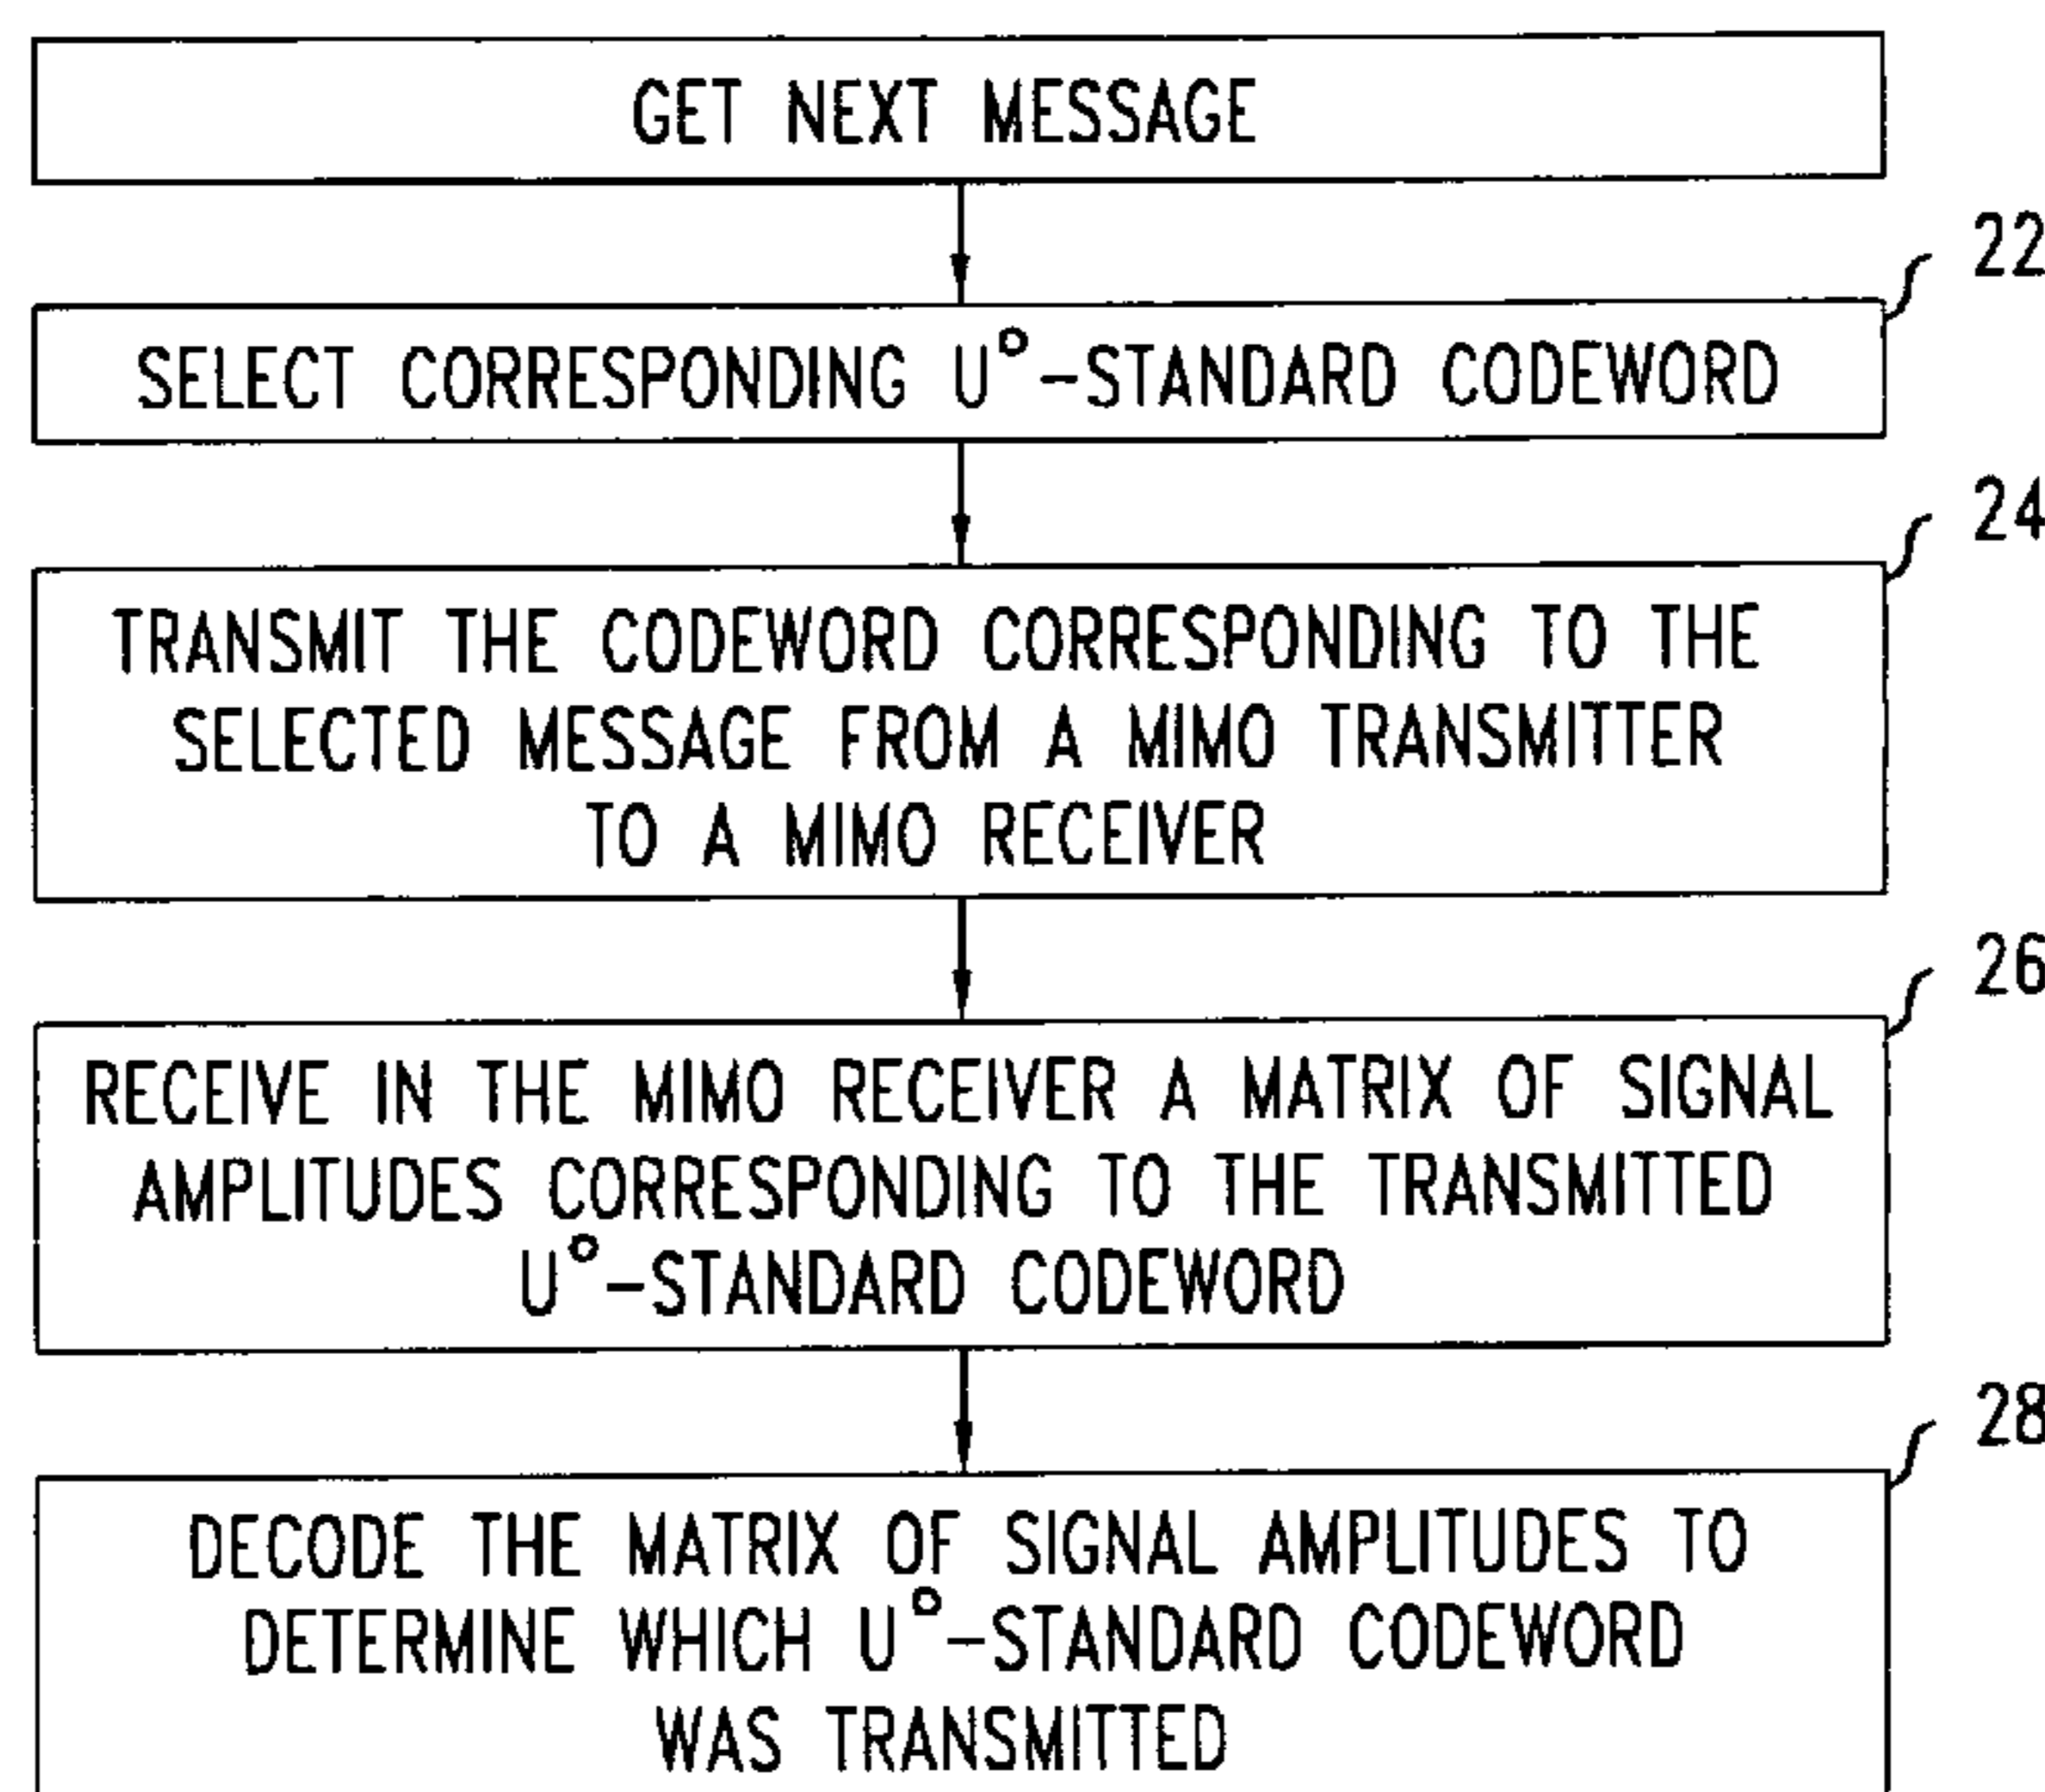 GET NEXT MESSAGE
22
SELECT CORRESPONDING U°-STANDARD CODEWORD
24
TRANSMIT THE CODEWORD CORRESPONDING TO THE
SELECTED MESSAGE FROM A MIMO TRANSMITTER
TO A MIMO RECEIVER
26
RECEIVE IN THE MIMO RECEIVER A MATRIX OF SIGNAL
AMPLITUDES CORRESPONDING TO THE TRANSMITTED
U°-STANDARD CODEWORD
28
DECODE THE MATRIX OF SIGNAL AMPLITUDES TO
DETERMINE WHICH U°-STANDARD CODEWORD
WAS TRANSMITTED